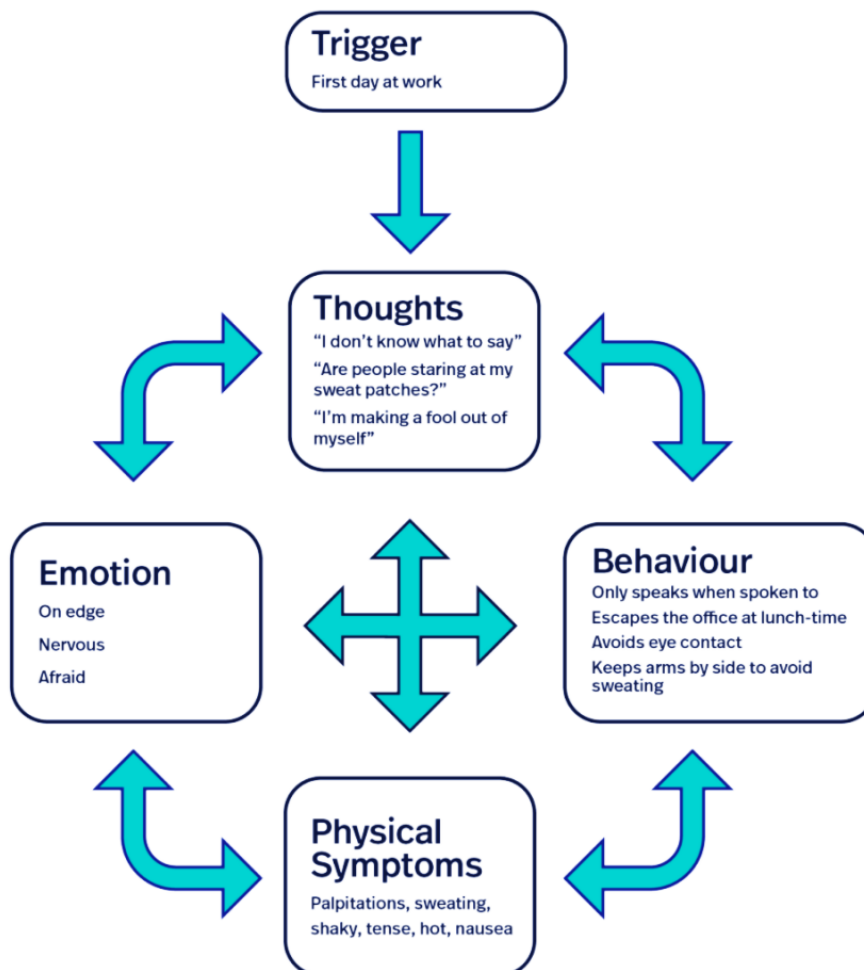 Trigger
First day at work
Thoughts
“I don’t know what to say”
“Are people staring at my
sweat patches?”
“I’m making a fool out of
myself”
Emotion
On edge
Nervous
Afraid
Behaviour
Only speaks when spoken to
Escapes the office at lunch-time
Avoids eye contact
Keeps arms by side to avoid
sweating
Physical
Symptoms
Palpitations, sweating,
shaky, tense, hot, nausea